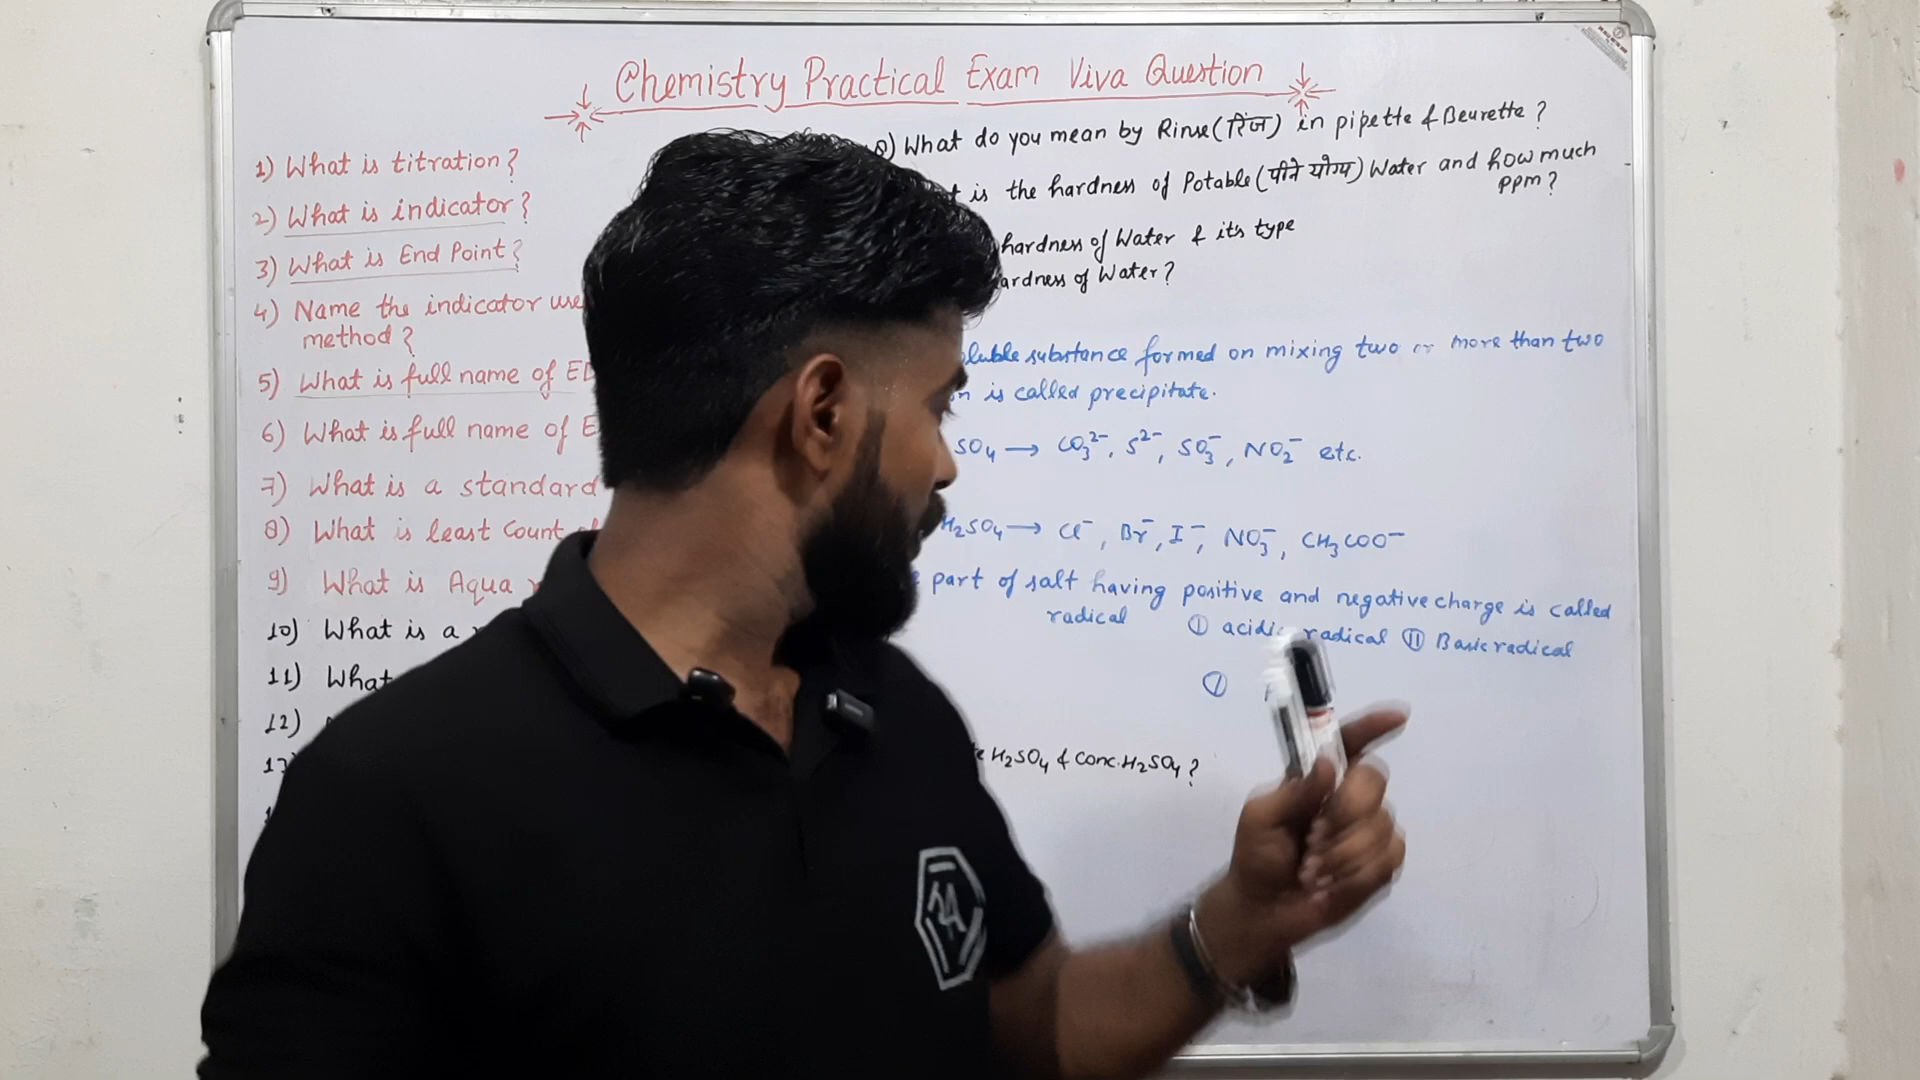 Chemistry Practical Exam Viva Question
1) What is titration?
2) What is indicator?
3) What is End Point?
4) Name the indicator use
method?
5) What is full name of ED
6) What is full name of E
7) What is a standard
8) What is least count
9) What is Aqua
10) What is a
11) What
12)
What do you mean by Rinse (रिंज) in pipette & Beurette?
is the hardness of Potable (पीने योग्य) Water and how much
ppm?
hardness of Water & its type
hardness of Water?
luble substance formed on mixing two or more than two
is called precipitate.
SO₄ → CO₃²⁻, S²⁻, SO₃⁻, NO₂⁻ etc.
H₂SO₄ → Cl⁻, Br⁻, I⁻, NO₃⁻, CH₃COO⁻
part of salt having positive and negative charge is called
radical ① acidic radical ② Basic radical
①
H₂SO₄ & Conc. H₂SO₄?